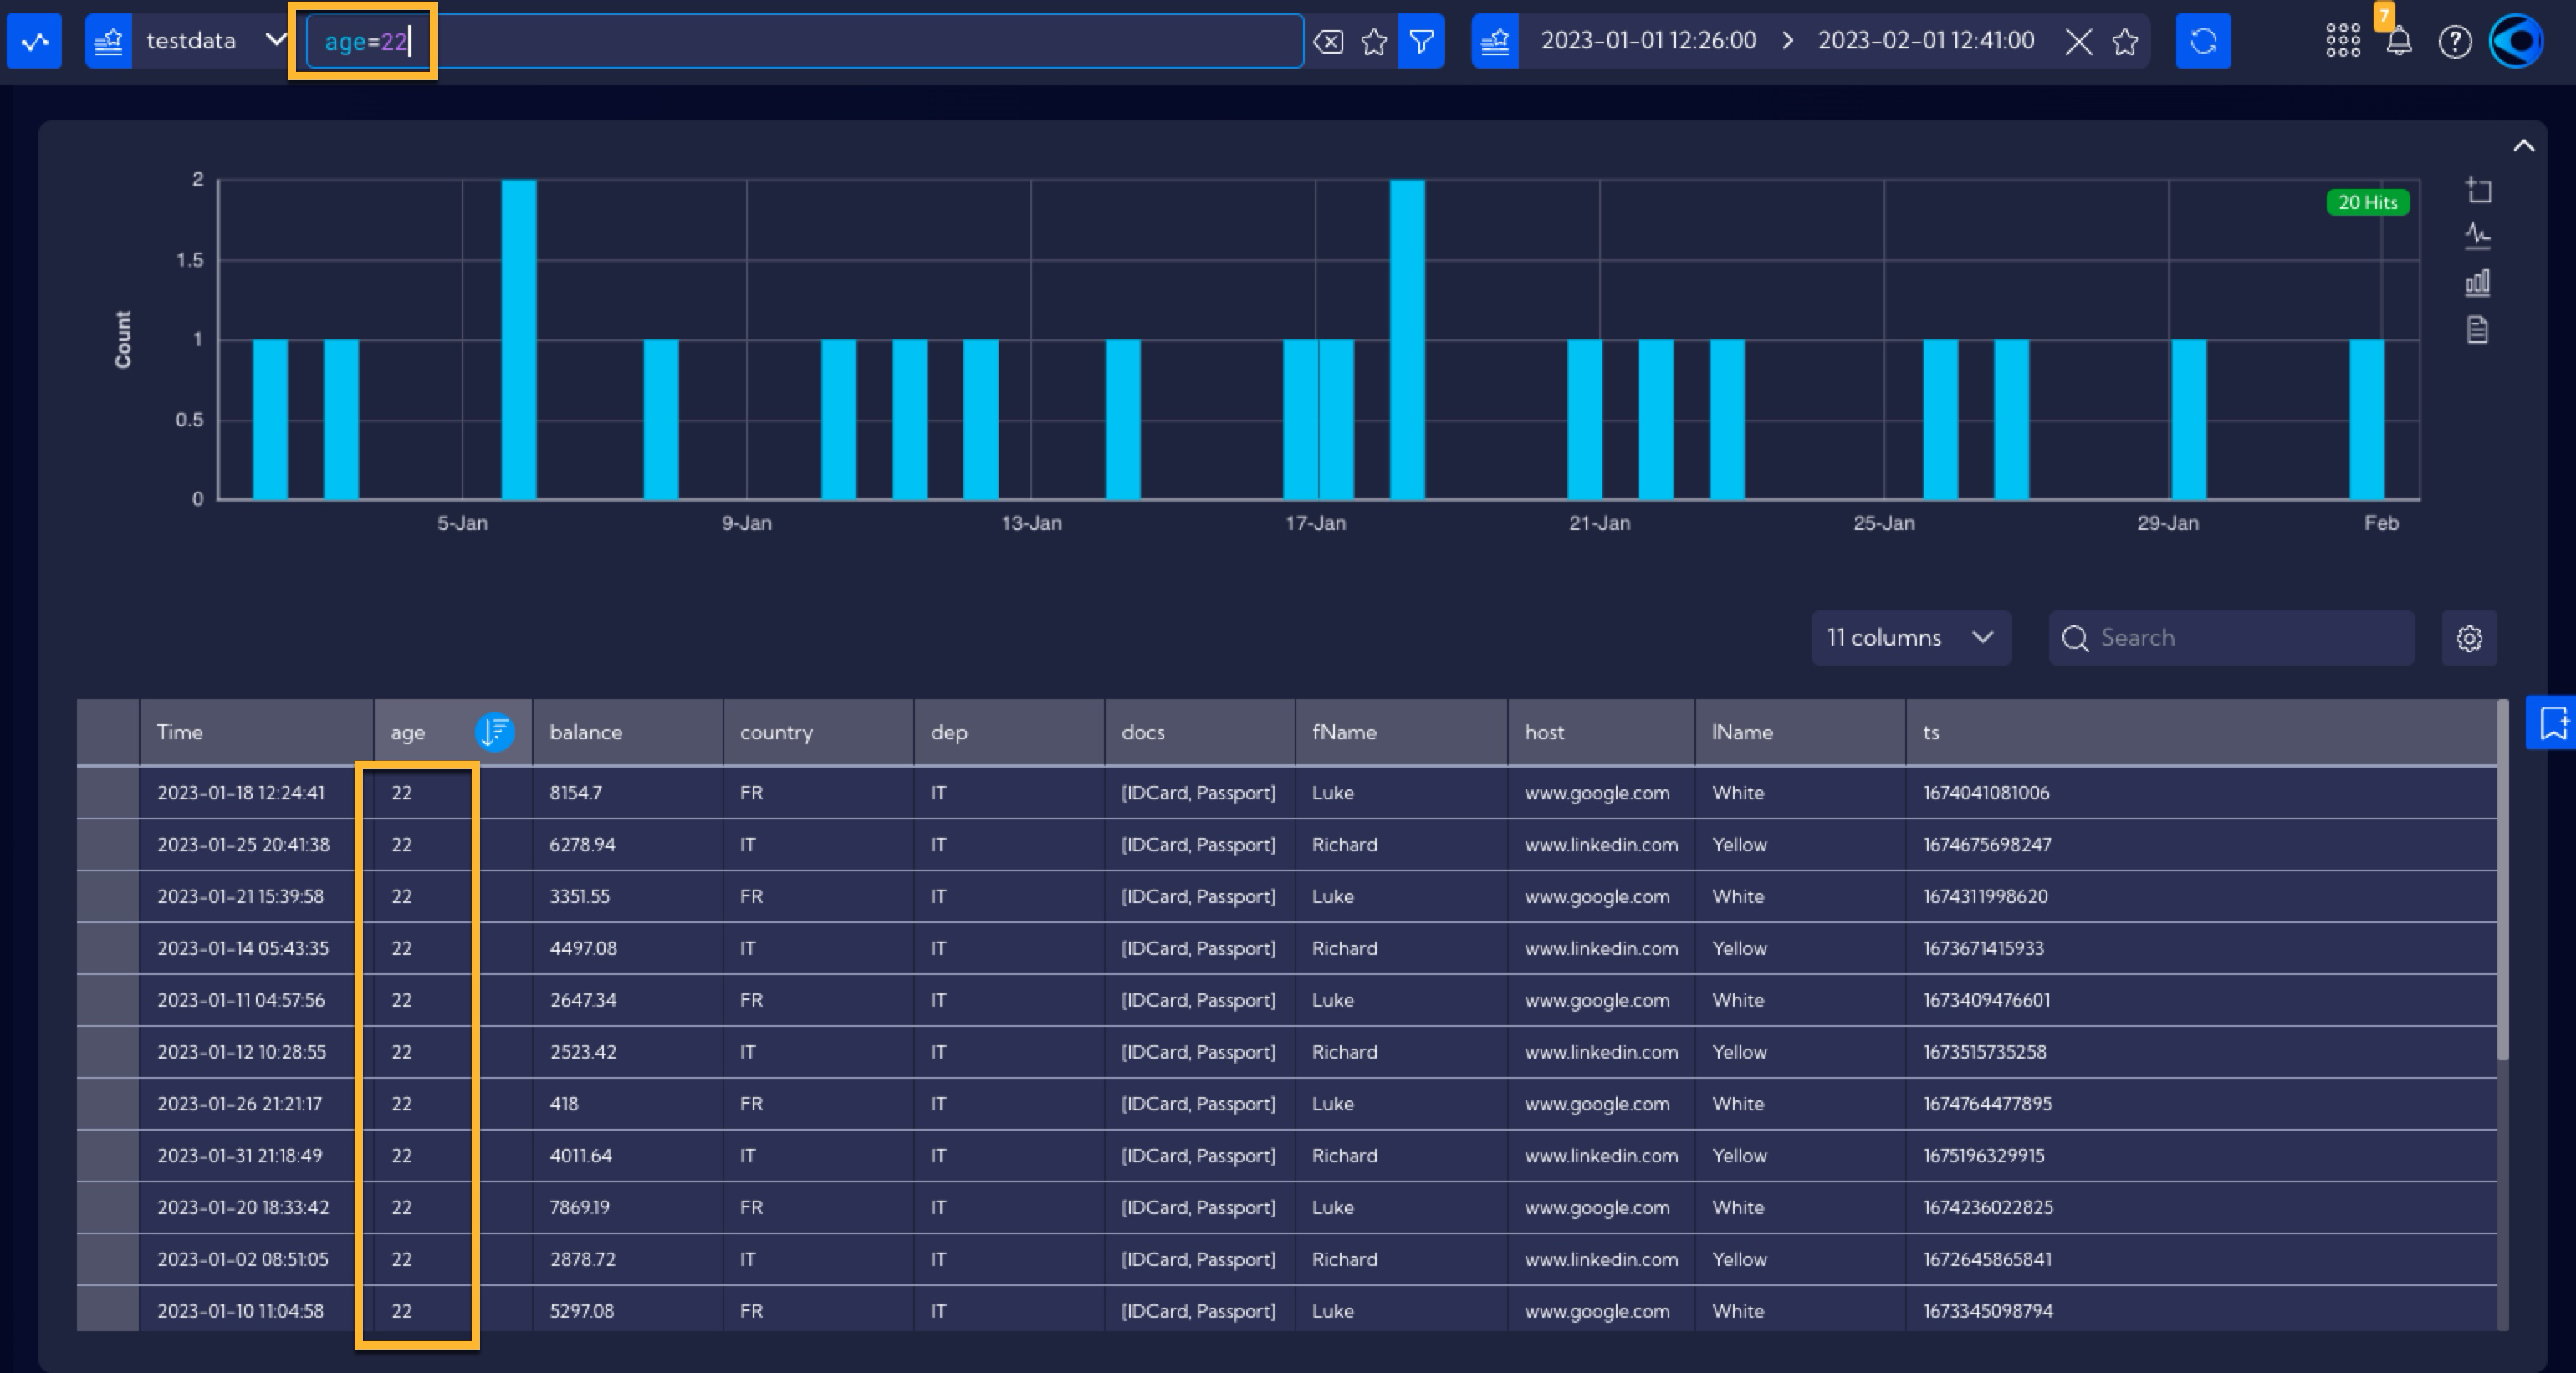 testdata age=22 2023-01-01 12:26:00 > 2023-02-01 12:41:00 7 ?
2
20 Hits
1.5
Count
1
0.5
0
5-Jan 9-Jan 13-Jan 17-Jan 21-Jan 25-Jan 29-Jan Feb
11 columns Search
Time age balance country dep docs fName host lName ts
2023-01-18 12:24:41 22 8154.7 FR IT [IDCard, Passport] Luke www.google.com White 1674041081006
2023-01-25 20:41:38 22 6278.94 IT IT [IDCard, Passport] Richard www.linkedin.com Yellow 1674675698247
2023-01-21 15:39:58 22 3351.55 FR IT [IDCard, Passport] Luke www.google.com White 1674311998620
2023-01-14 05:43:35 22 4497.08 IT IT [IDCard, Passport] Richard www.linkedin.com Yellow 1673671415933
2023-01-11 04:57:56 22 2647.34 FR IT [IDCard, Passport] Luke www.google.com White 1673409476601
2023-01-12 10:28:55 22 2523.42 IT IT [IDCard, Passport] Richard www.linkedin.com Yellow 1673515735258
2023-01-26 21:21:17 22 418 FR IT [IDCard, Passport] Luke www.google.com White 1674764477895
2023-01-31 21:18:49 22 4011.64 IT IT [IDCard, Passport] Richard www.linkedin.com Yellow 1675196329915
2023-01-20 18:33:42 22 7869.19 FR IT [IDCard, Passport] Luke www.google.com White 1674236022825
2023-01-02 08:51:05 22 2878.72 IT IT [IDCard, Passport] Richard www.linkedin.com Yellow 1672645865841
2023-01-10 11:04:58 22 5297.08 FR IT [IDCard, Passport] Luke www.google.com White 1673345098794